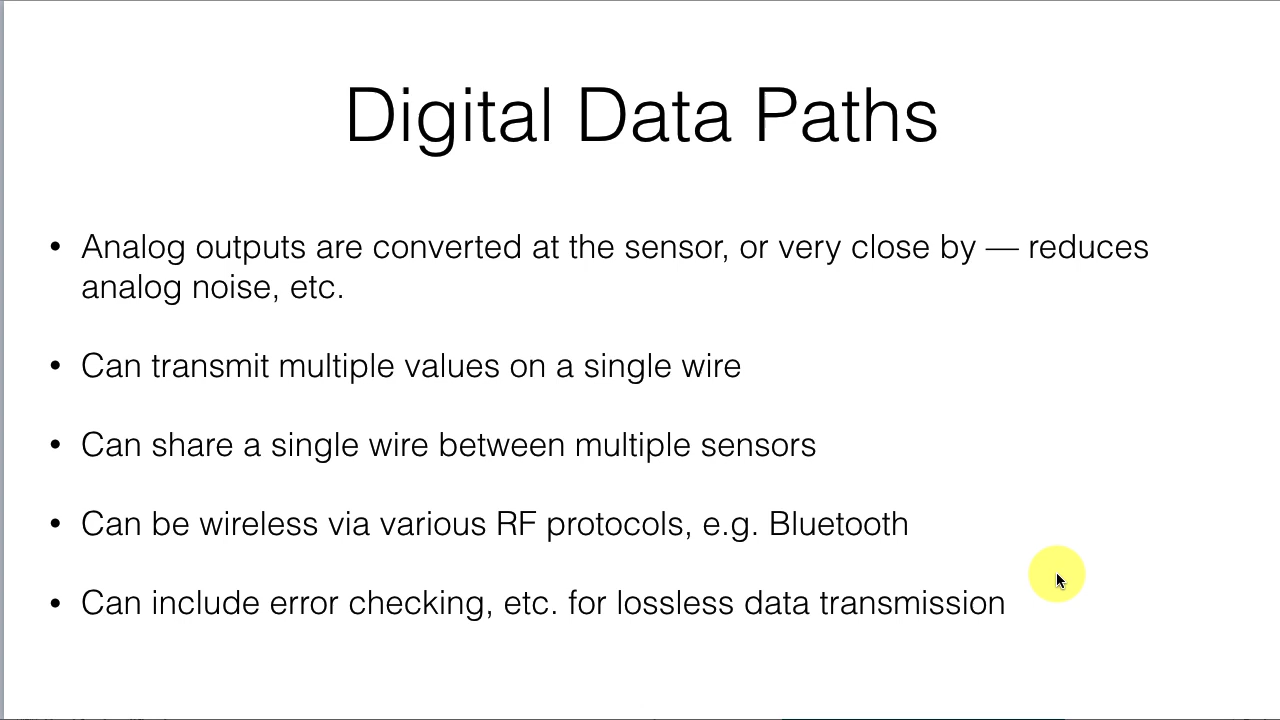 Digital Data Paths
• Analog outputs are converted at the sensor, or very close by — reduces
analog noise, etc.
• Can transmit multiple values on a single wire
• Can share a single wire between multiple sensors
• Can be wireless via various RF protocols, e.g. Bluetooth
• Can include error checking, etc. for lossless data transmission